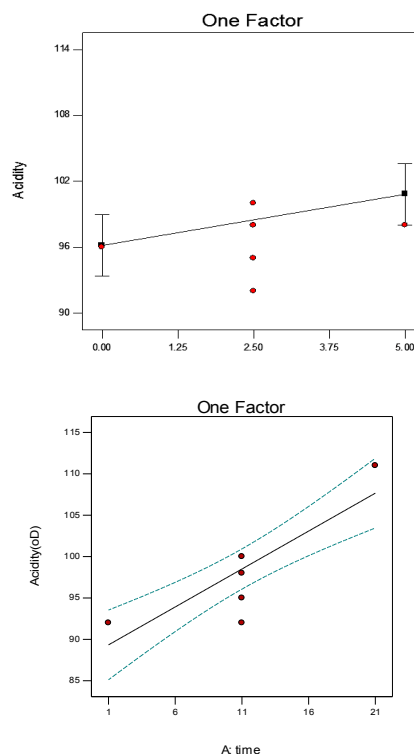 One Factor
114
108
102
96
90
Acidity
0.00 1.25 2.50 3.75 5.00
One Factor
115
110
105
100
95
90
85
Acidity(oD)
1 6 11 16 21
A: time